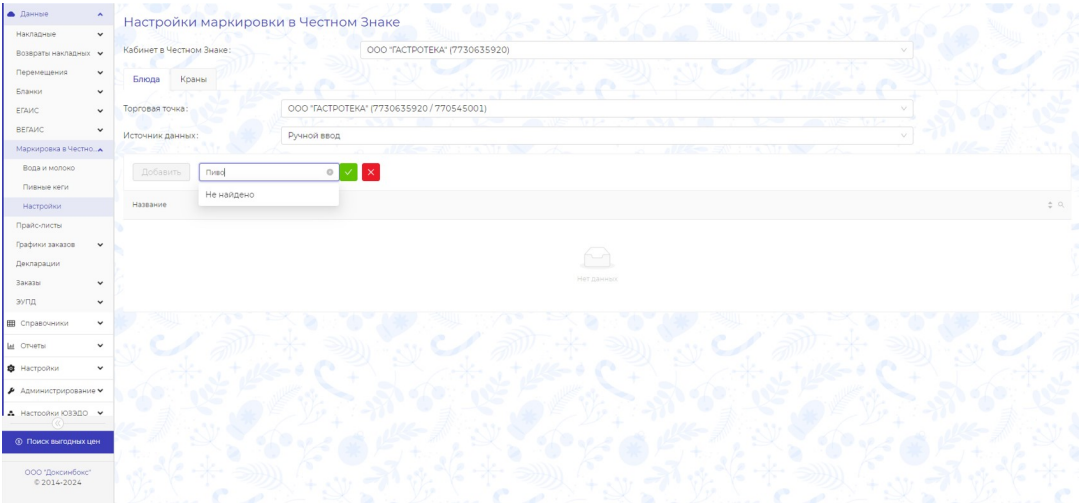 Данные
Накладные
Возвраты накладных
Перемещения
Бланки
ЕГАИС
ВЕГАИС
Маркировка в Честно...
Вода и молоко
Пивные кеги
Настройки
Прайс-листы
Графики заказов
Декларации
Заказы
ЭУПД
Справочники
Отчеты
Настройки
Администрирование
Настройки ЮЗЭДО
Поиск выгодных цен
ООО "Доксинбокс"
© 2014-2024
Настройки маркировки в Честном Знаке
Кабинет в Честном Знаке: ООО "ГАСТРОТЕКА" (7730635920)
Блюда Краны
Торговая точка: ООО "ГАСТРОТЕКА" (7730635920 / 770545001)
Источник данных: Ручной ввод
Добавить Пиво
Не найдено
Название
Нет данных